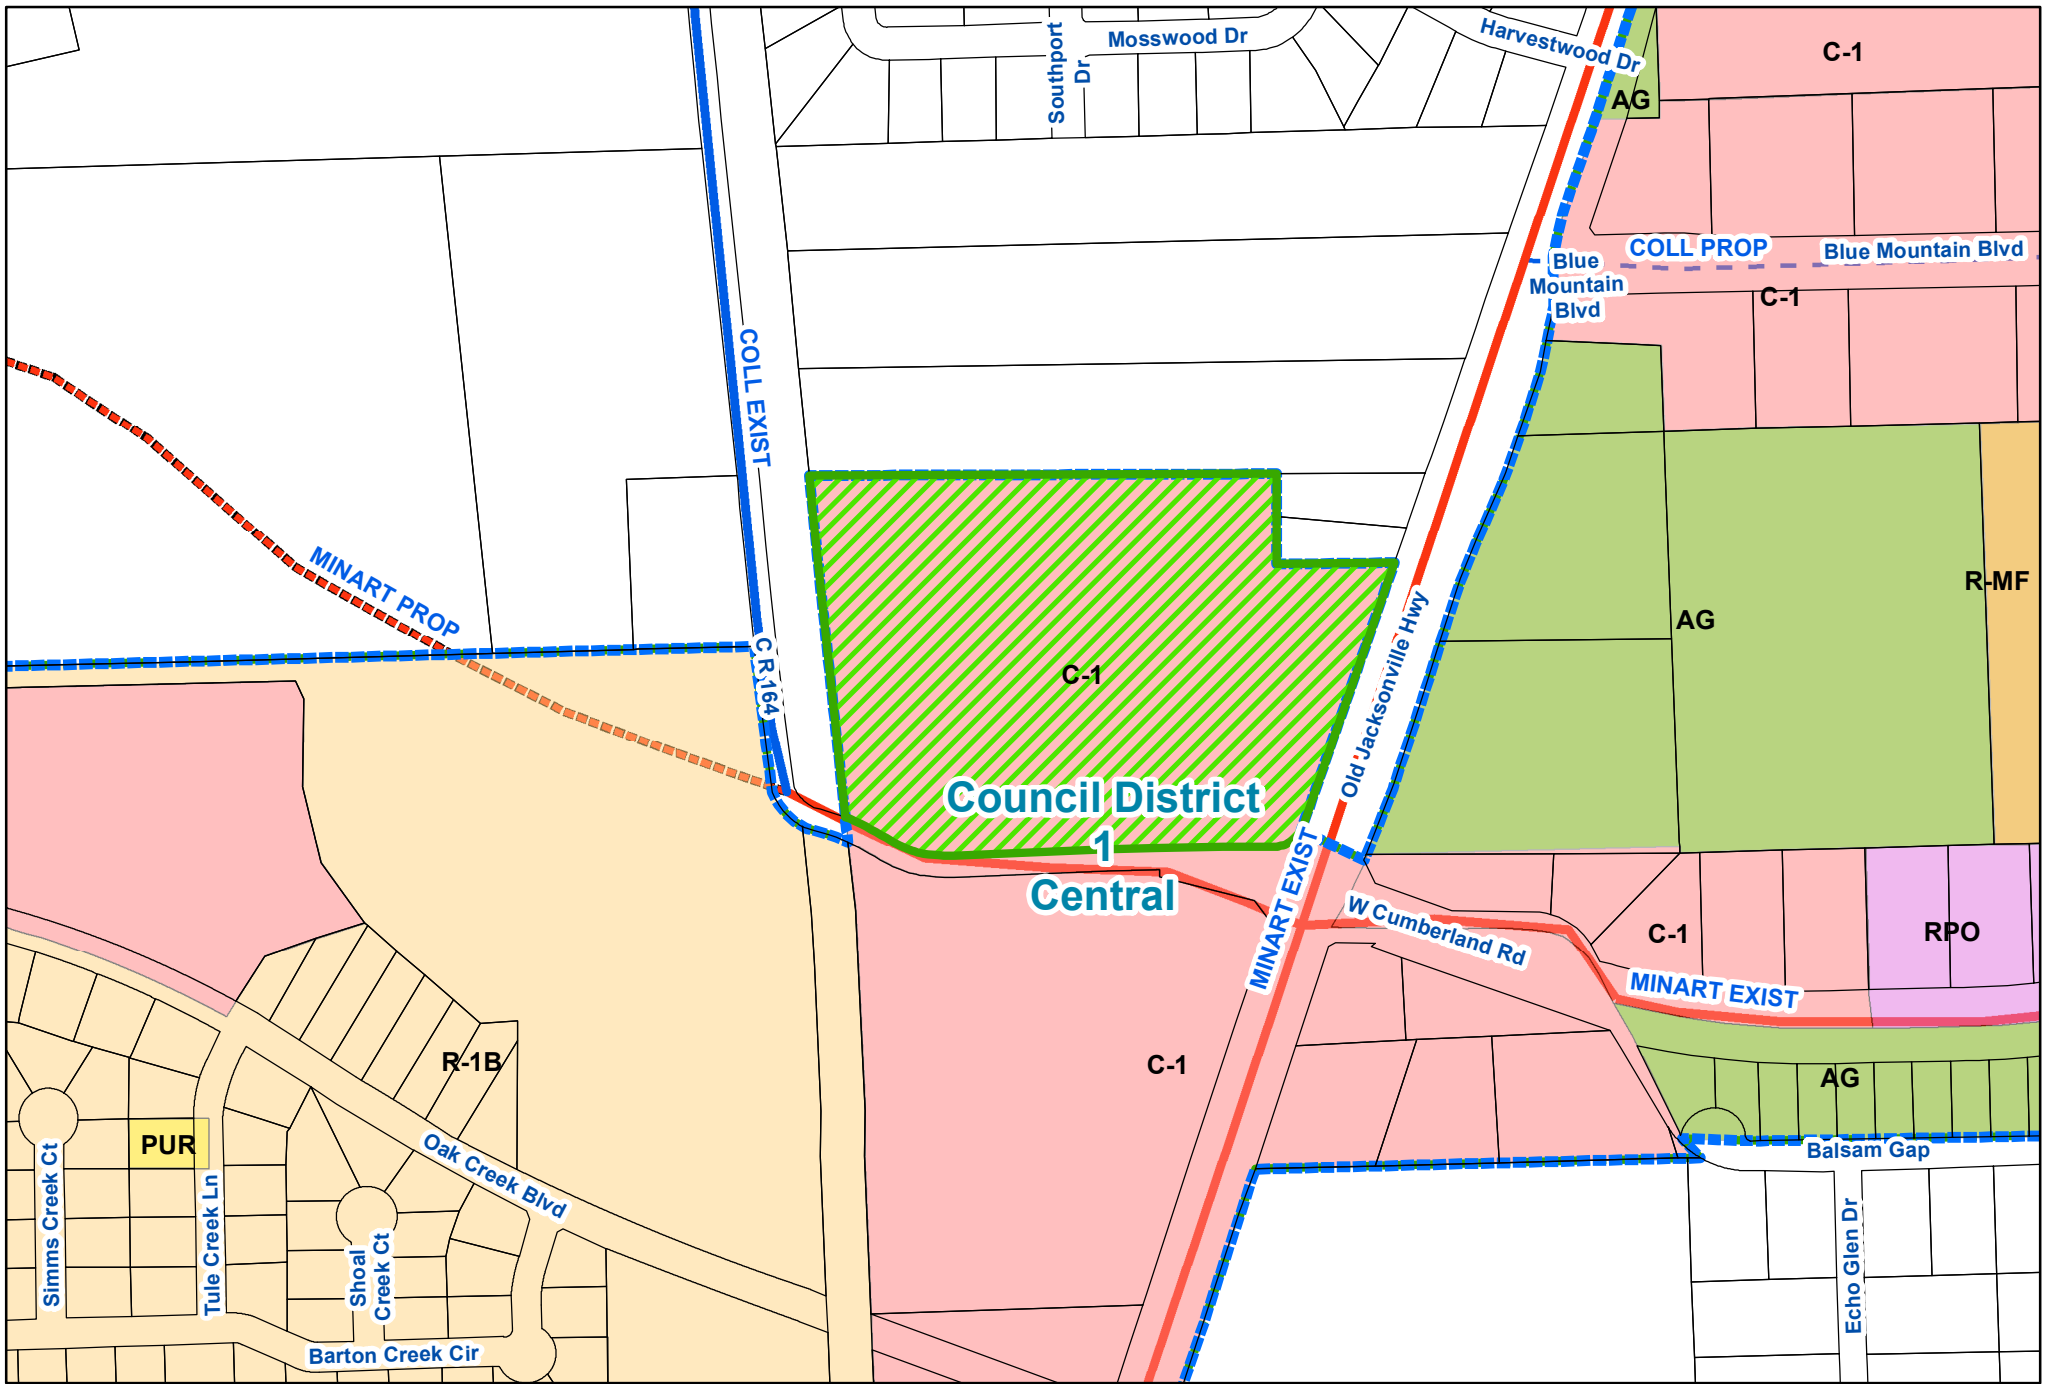 Mosswood Dr
Southport
Dr
Harvestwood Dr
C-1
AG
COLL PROP
Blue Mountain Blvd
Blue
Mountain
Blvd
C-1
COLL EXIST
MINART PROP
R-MF
AG
C R 164
C-1
Old Jacksonville Hwy
Council District
1
Central
MINART EXIST
W Cumberland Rd
C-1
RPO
MINART EXIST
R-1B
C-1
AG
PUR
Oak Creek Blvd
Balsam Gap
Simms Creek Ct
Tule Creek Ln
Shoal
Creek Ct
Echo Glen Dr
Barton Creek Cir